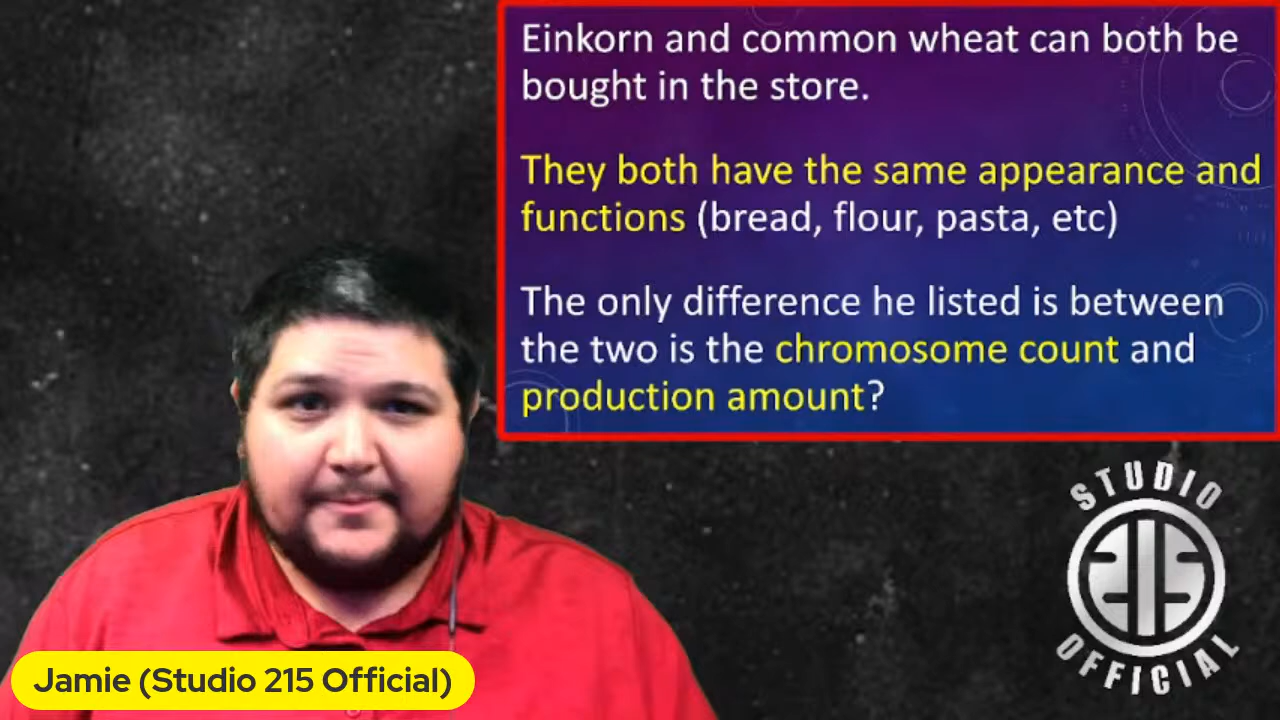 Einkorn and common wheat can both be
bought in the store.
They both have the same appearance and
functions (bread, flour, pasta, etc)
The only difference he listed is between
the two is the chromosome count and
production amount?
STUDIO
215
OFFICIAL
Jamie (Studio 215 Official)